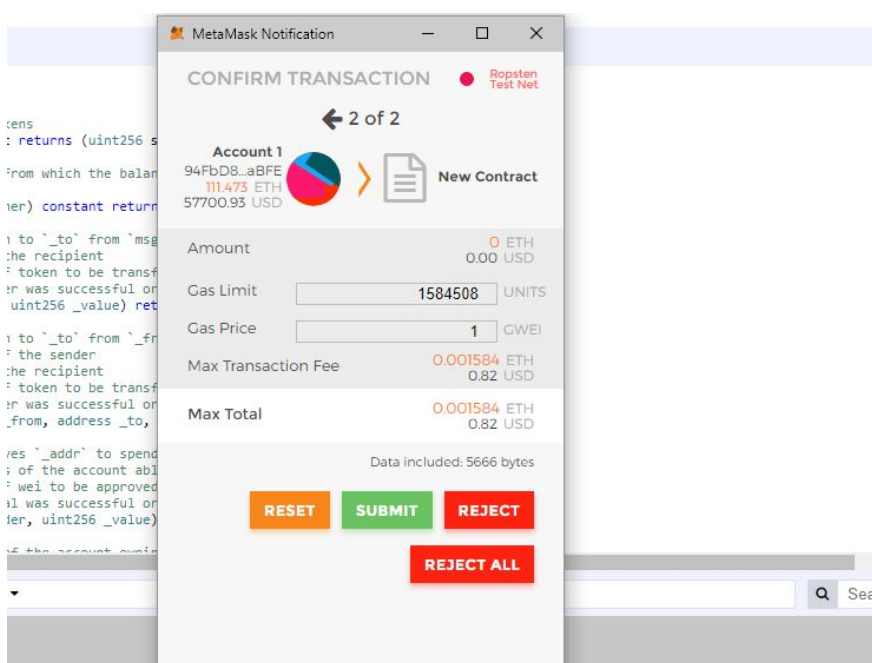 MetaMask Notification
CONFIRM TRANSACTION
Ropsten
Test Net
2 of 2
Account 1
94FbD8...aBFE
111.473 ETH
57700.93 USD
New Contract
Amount
0 ETH
0.00 USD
Gas Limit
1584508 UNITS
Gas Price
1 GWEI
Max Transaction Fee
0.001584 ETH
0.82 USD
Max Total
0.001584 ETH
0.82 USD
Data included: 5666 bytes
RESET SUBMIT REJECT
REJECT ALL
returns (uint256 s
from which the balan
constant return
to `_to` from `msg
the recipient
token to be transf
was successful or
uint256 _value) ret
to `_to` from `_fr
the sender
the recipient
token to be transf
was successful or
_from, address _to,
`_addr` to spend
of the account abl
wei to be approved
was successful or
uint256 _value)
of the account ownin